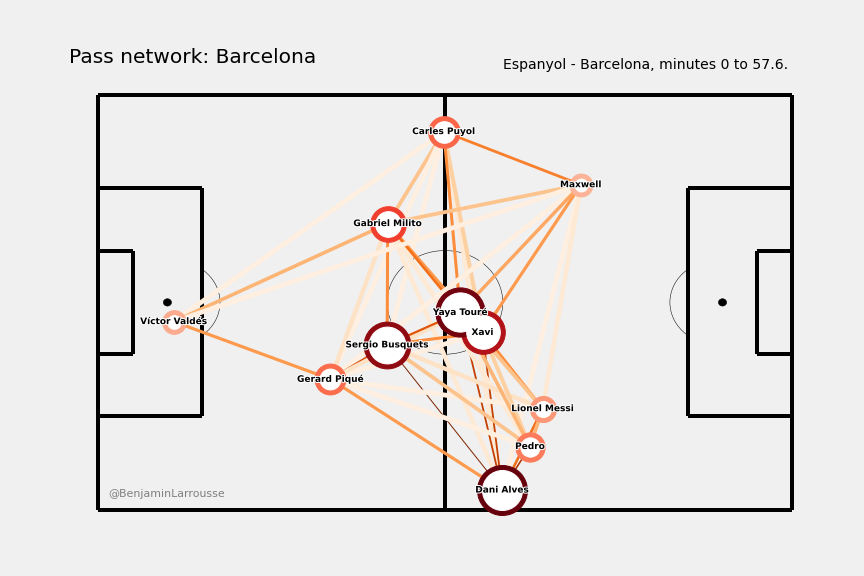 Pass network: Barcelona
Espanyol - Barcelona, minutes 0 to 57.6.
Carles Puyol
Maxwell
Gabriel Milito
Yaya Touré
Víctor Valdés
Xavi
Sergio Busquets
Gerard Piqué
Lionel Messi
Pedro
Dani Alves
@BenjaminLarrousse